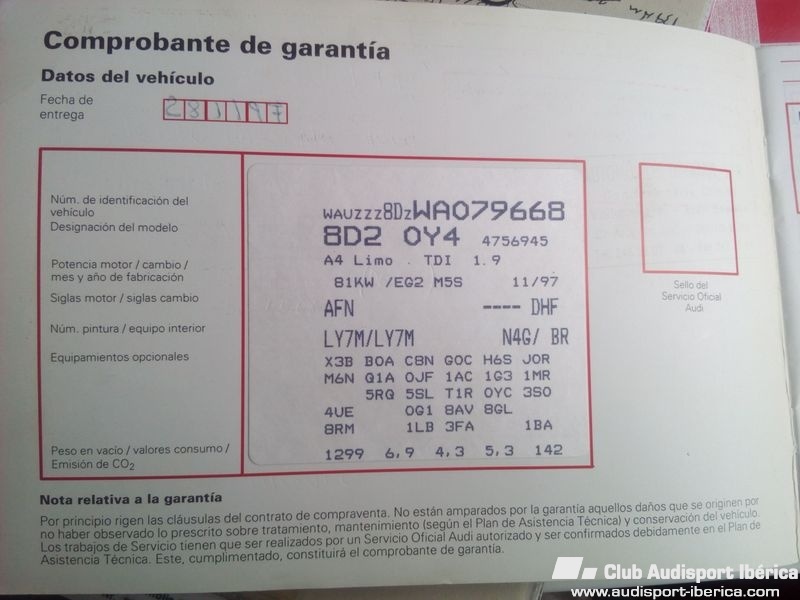 Comprobante de garantía
Datos del vehículo
Fecha de
entrega
281197
Núm. de identificación del
vehículo
WAUZZZ8DZWA079668
Designación del modelo
8D2 0Y4 4756945
A4 Limo . TDI 1.9
Potencia motor / cambio /
mes y año de fabricación
81KW /EG2 M5S 11/97
Siglas motor / siglas cambio
AFN ---- DHF
Núm. pintura / equipo interior
LY7M/LY7M N4G/ BR
Equipamientos opcionales
X3B B0A C8N G0C H6S J0R
M6N Q1A 0JF 1AC 1G3 1MR
5RQ 5SL T1R 0YC 3S0
4UE 0G1 8AV 8GL
8RM 1LB 3FA 1BA
Peso en vacio / valores consumo /
Emisión de CO2
1299 6,9 4,3 5,3 142
Sello del
Servicio Oficial
Audi
Nota relativa a la garantía
Por principio rigen las cláusulas del contrato de compraventa. No están amparados por la garantía aquellos daños que se originen por
no haber observado lo prescrito sobre tratamiento, mantenimiento (según el Plan de Asistencia Técnica) y conservación del vehículo.
Los trabajos de Servicio tienen que ser realizados por un Servicio Oficial Audi autorizado y ser confirmados debidamente en el Plan de
Asistencia Técnica. Este, cumplimentado, constituirá el comprobante de garantía.
Club Audisport Ibérica
www.audisport-iberica.com